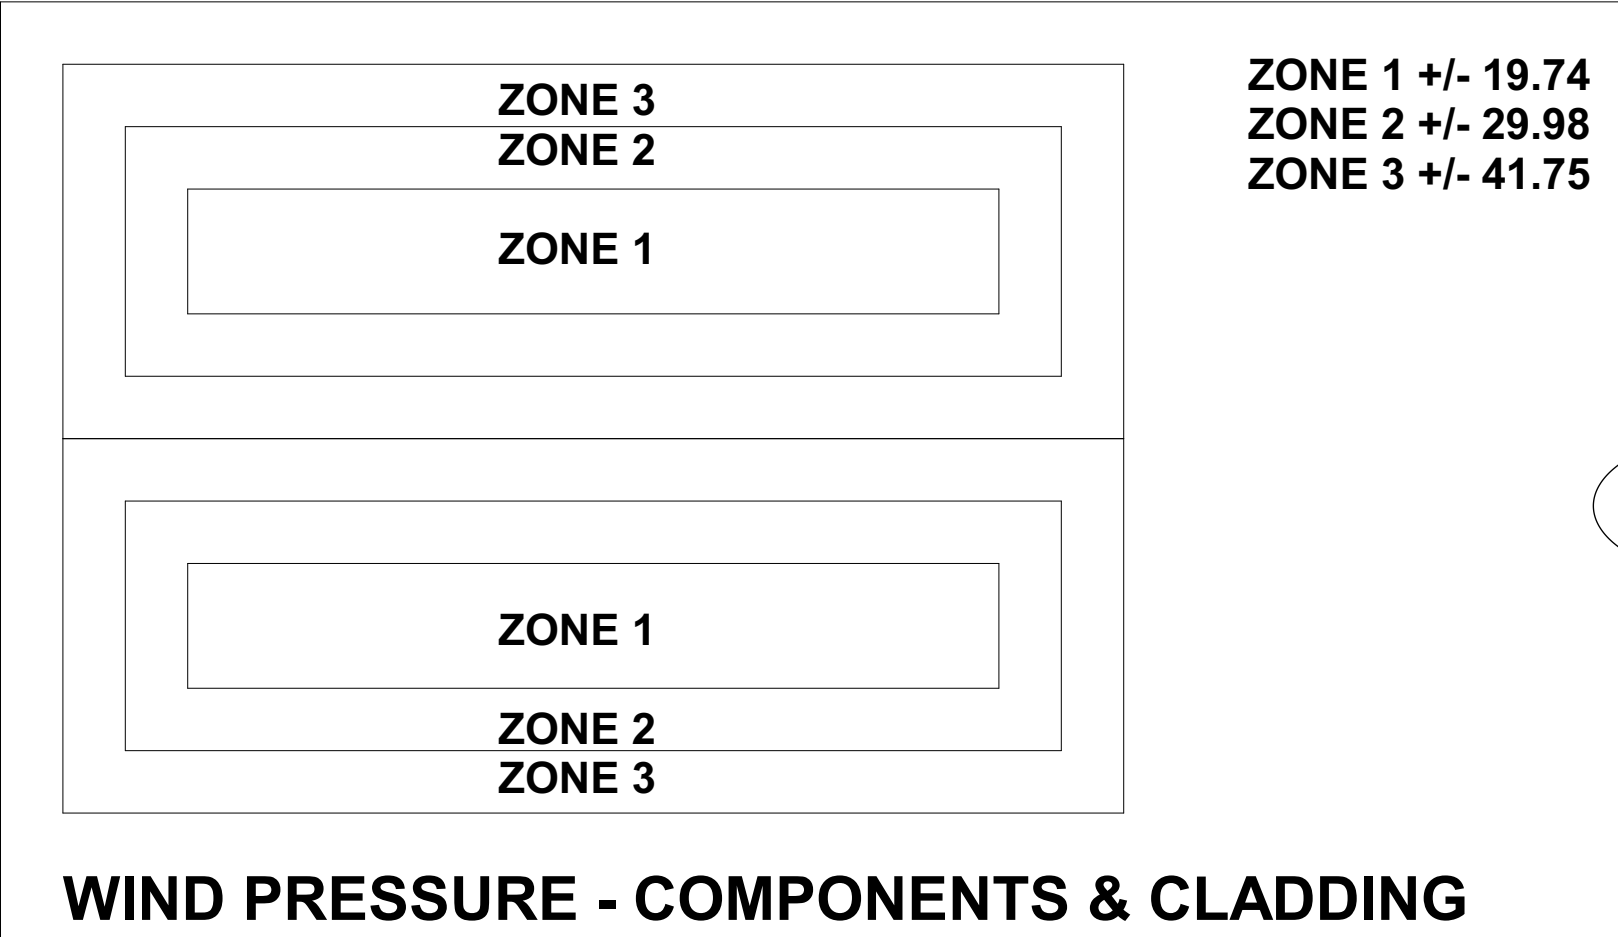 ZONE 3
ZONE 2
ZONE 1
ZONE 1
ZONE 2
ZONE 3
ZONE 1 +/- 19.74
ZONE 2 +/- 29.98
ZONE 3 +/- 41.75
WIND PRESSURE - COMPONENTS & CLADDING